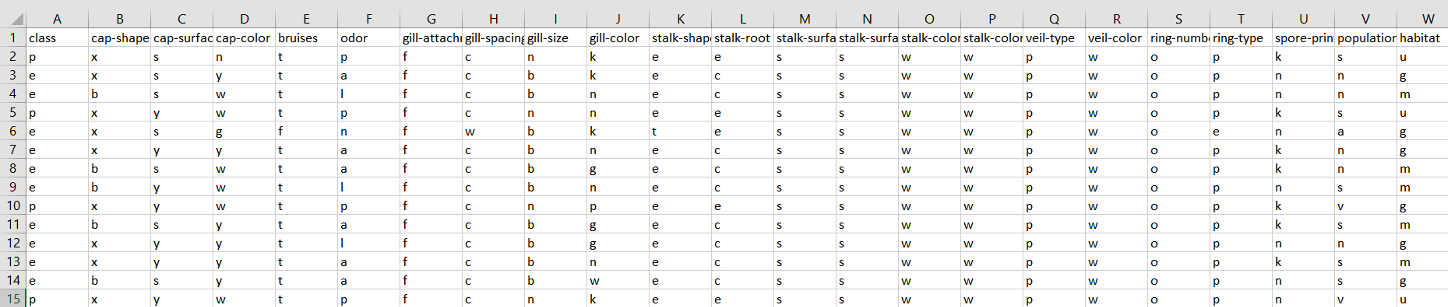 A B C D E F G H I J K L M N O P Q R S T U V W
1 class cap-shape cap-surfac cap-color bruises odor gill-attachr gill-spacing gill-size gill-color stalk-shap stalk-root stalk-surfa stalk-surfa stalk-color stalk-color veil-type veil-color ring-numb ring-type spore-prin population habitat
2 p x s n t p f c n k e e s s w w p w o p k s u
3 e x s y t a f c b k e c s s w w p w o p n n g
4 e b s w t l f c b n e c s s w w p w o p n n m
5 p x y w t p f c n n e e s s w w p w o p k s u
6 e x s g f n f w b k t e s s w w p w o e n a g
7 e x y y t a f c b n e c s s w w p w o p k n g
8 e b s w t a f c b g e c s s w w p w o p k n m
9 e b y w t l f c b n e c s s w w p w o p n s m
10 p x y w t p f c n p e e s s w w p w o p k v g
11 e b s y t a f c b g e c s s w w p w o p k s m
12 e x y y t l f c b g e c s s w w p w o p n n g
13 e x y y t a f c b n e c s s w w p w o p k s m
14 e b s y t a f c b w e c s s w w p w o p n s g
15 p x y w t p f c n k e e s s w w p w o p n v u